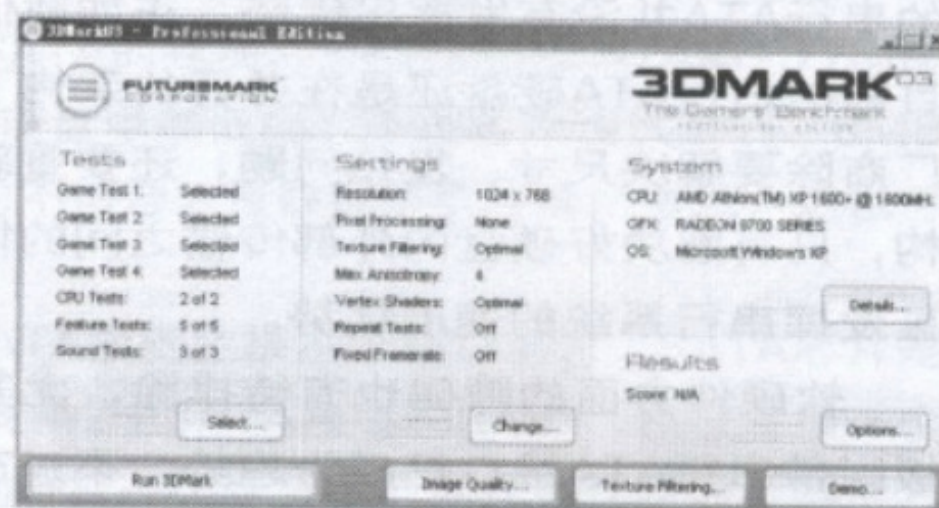 3DMark03 - Professional Edition
FUTUREMARK
CORPORATION
3DMARK03
The Gamers' Benchmark
PROFESSIONAL EDITION
Tests
Game Test 1: Selected
Game Test 2: Selected
Game Test 3: Selected
Game Test 4: Selected
CPU Tests: 2 of 2
Feature Tests: 5 of 5
Sound Tests: 3 of 3
Select...
Settings
Resolution: 1024 x 768
Pixel Processing: None
Texture Filtering: Optimal
Max Anisotropy: 4
Vertex Shaders: Optimal
Repeat Tests: Off
Fixed Framerate: Off
Change...
System
CPU: AMD Athlon(TM) XP 1600+ @ 1600MHz
GFX: RADEON 9700 SERIES
OS: Microsoft Windows XP
Details...
Results
Score: N/A
Options...
Run 3DMark
Image Quality...
Texture Filtering...
Demo...